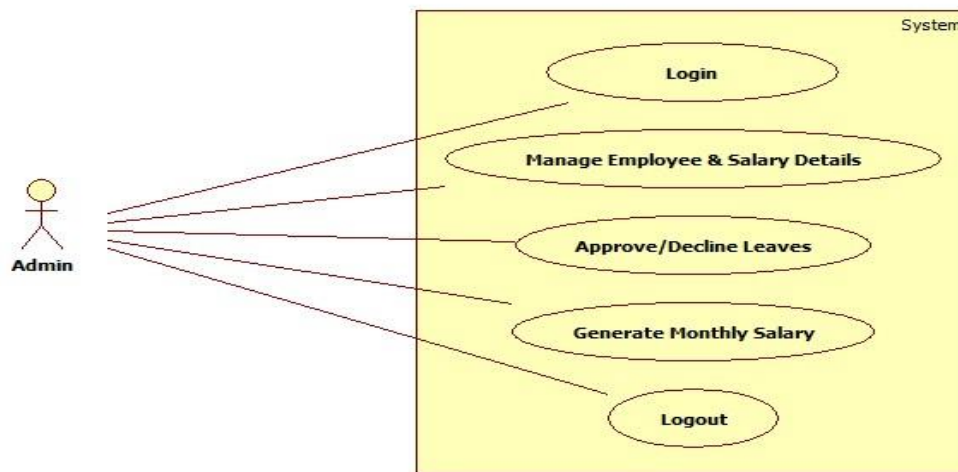 System
Login
Manage Employee & Salary Details
Admin
Approve/Decline Leaves
Generate Monthly Salary
Logout